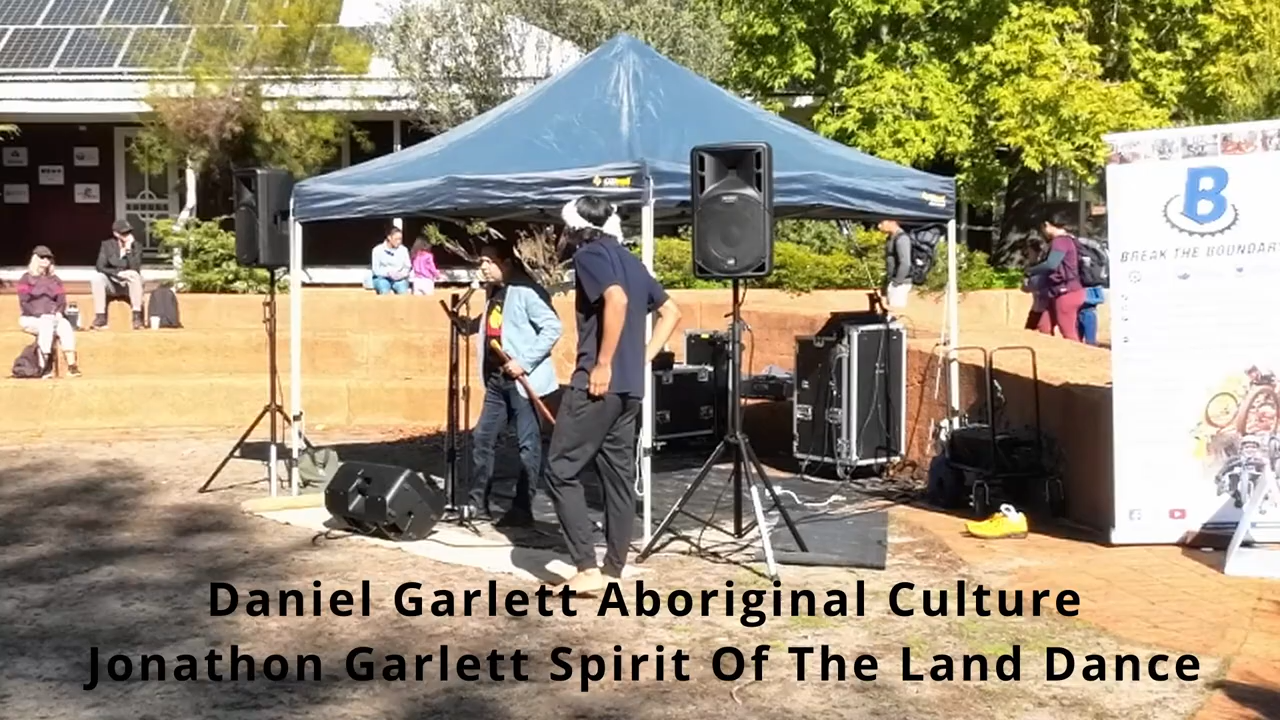 B
BREAK THE BOUNDAR
Daniel Garlett Aboriginal Culture
Jonathon Garlett Spirit Of The Land Dance